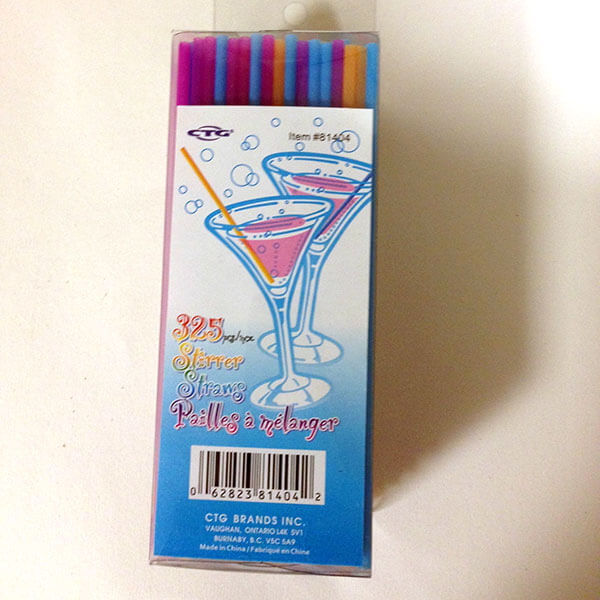 CTG®
Item #81404
325 pcs/pcx
Stirrer
Straws
Pailles à mélanger
0 62823 81404 2
CTG BRANDS INC.
VAUGHAN, ONTARIO L4K 5V1
BURNABY, B.C. V5C 5A9
Made in China / Fabriqué en Chine